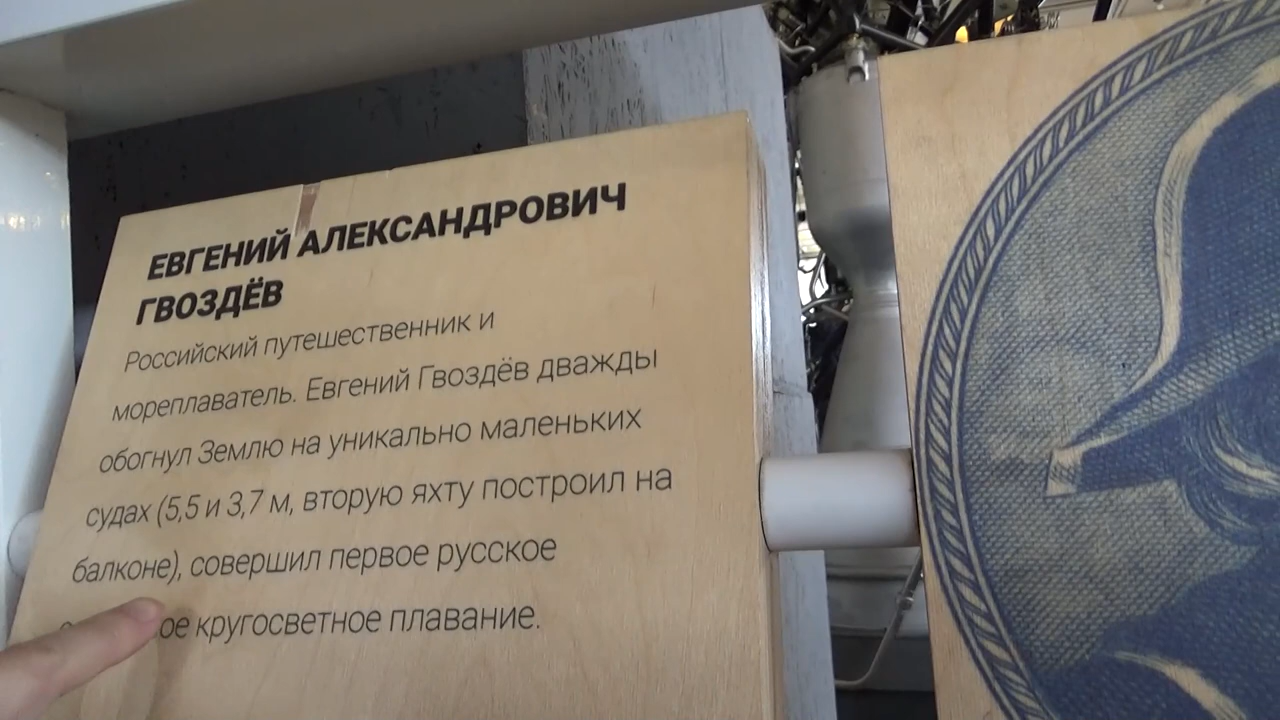 ЕВГЕНИЙ АЛЕКСАНДРОВИЧ
ГВОЗДЁВ
Российский путешественник и
мореплаватель. Евгений Гвоздёв дважды
обогнул Землю на уникально маленьких
судах (5,5 и 3,7 м, вторую яхту построил на
балконе), совершил первое русское
кругосветное плавание.